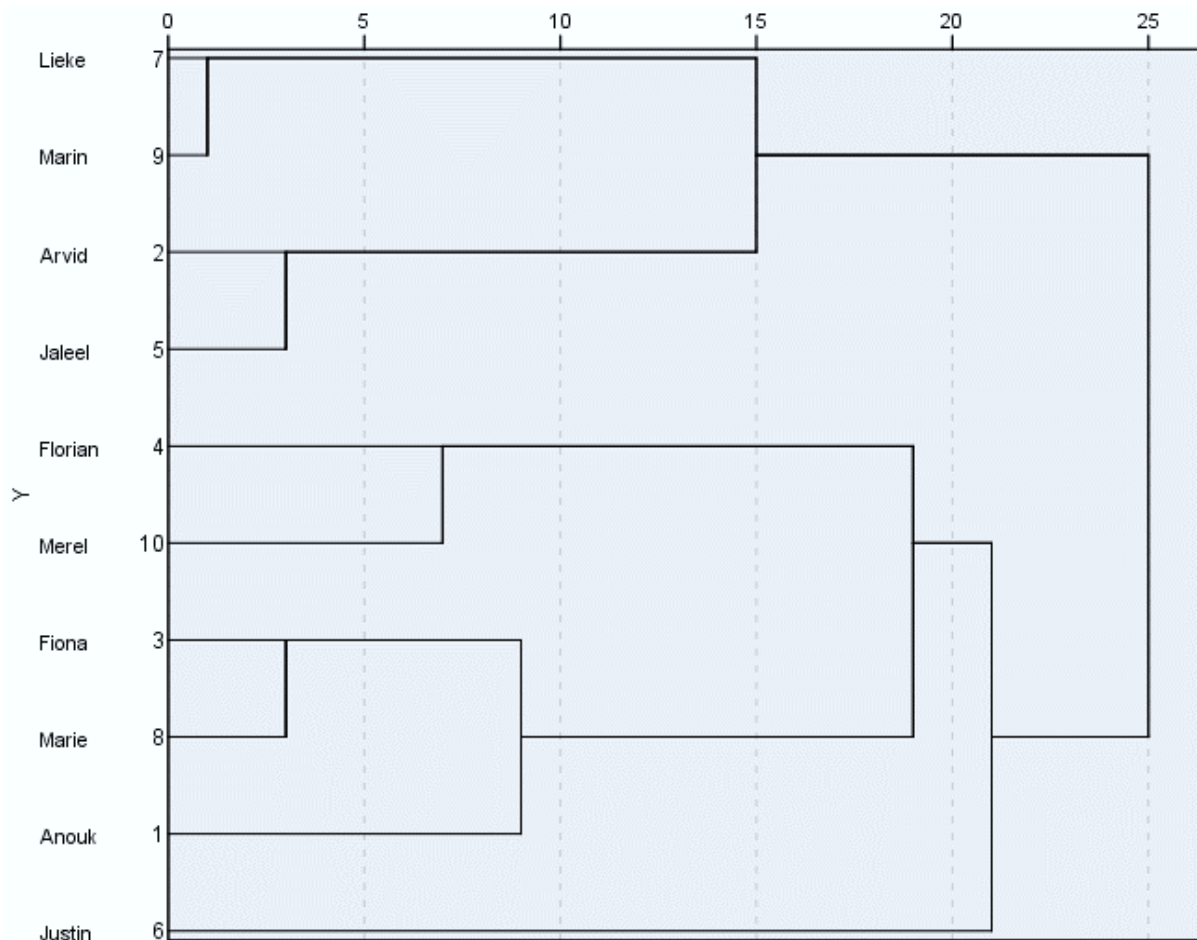 0 5 10 15 20 25
Lieke 7
Marin 9
Arvid 2
Jaleel 5
Florian 4
Y
Merel 10
Fiona 3
Marie 8
Anouk 1
Justin 6